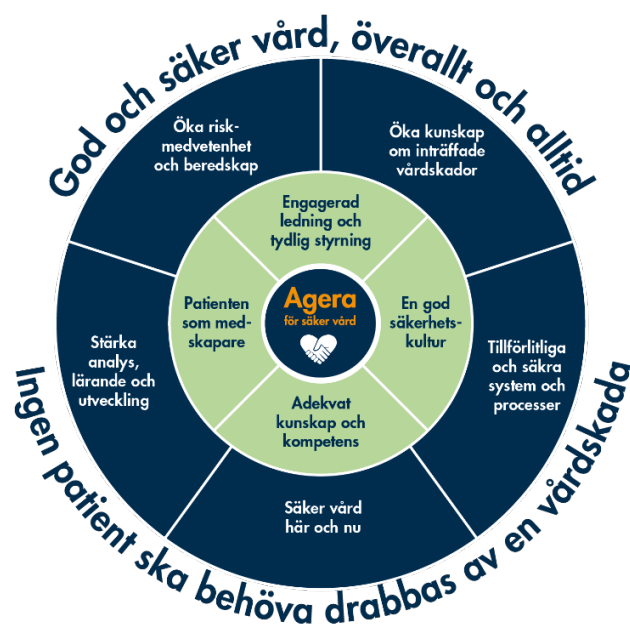 God och säker vård, överallt och alltid
Öka risk-
medvetenhet
och beredskap
Öka kunskap
om inträffade
vårdskador
Engagerad
ledning och
tydlig styrning
Patienten
som med-
skapare
Agera
för säker vård
En god
säkerhets-
kultur
Stärka
analys,
lärande och
utveckling
Tillförlitliga
och säkra
system och
processer
Adekvat
kunskap och
kompetens
Säker vård
här och nu
Ingen patient ska behöva drabbas av en vårdskada